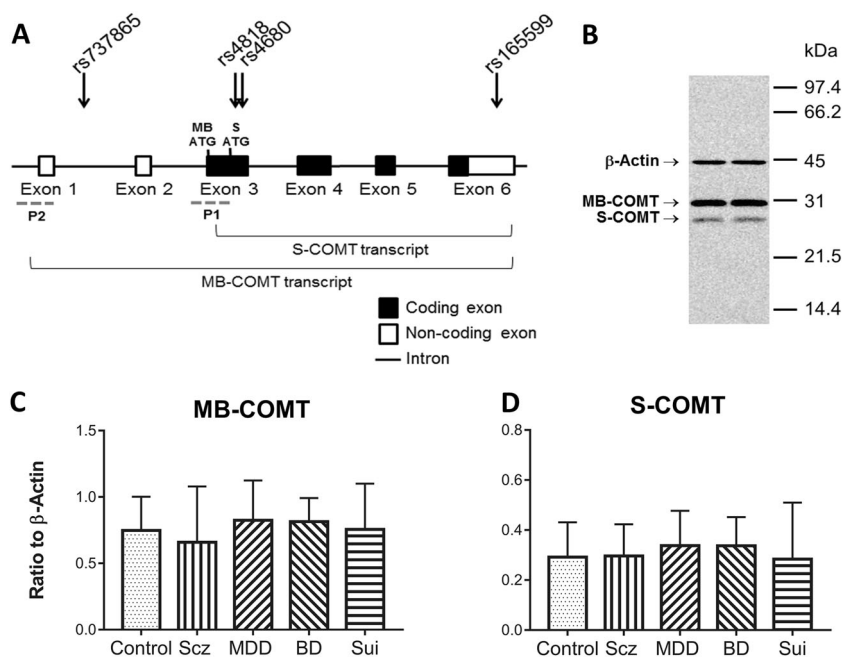 A
rs737865
rs4818
rs4680
rs165599
MB S
ATG ATG
Exon 1 Exon 2 Exon 3 Exon 4 Exon 5 Exon 6
P2 P1
S-COMT transcript
MB-COMT transcript
Coding exon
Non-coding exon
Intron
B
kDa
97.4
66.2
β-Actin → 45
MB-COMT → 31
S-COMT →
21.5
14.4
C
MB-COMT
Ratio to β-Actin
1.5
1.0
0.5
0.0
Control Scz MDD BD Sui
D
S-COMT
0.8
0.6
0.4
0.2
0.0
Control Scz MDD BD Sui